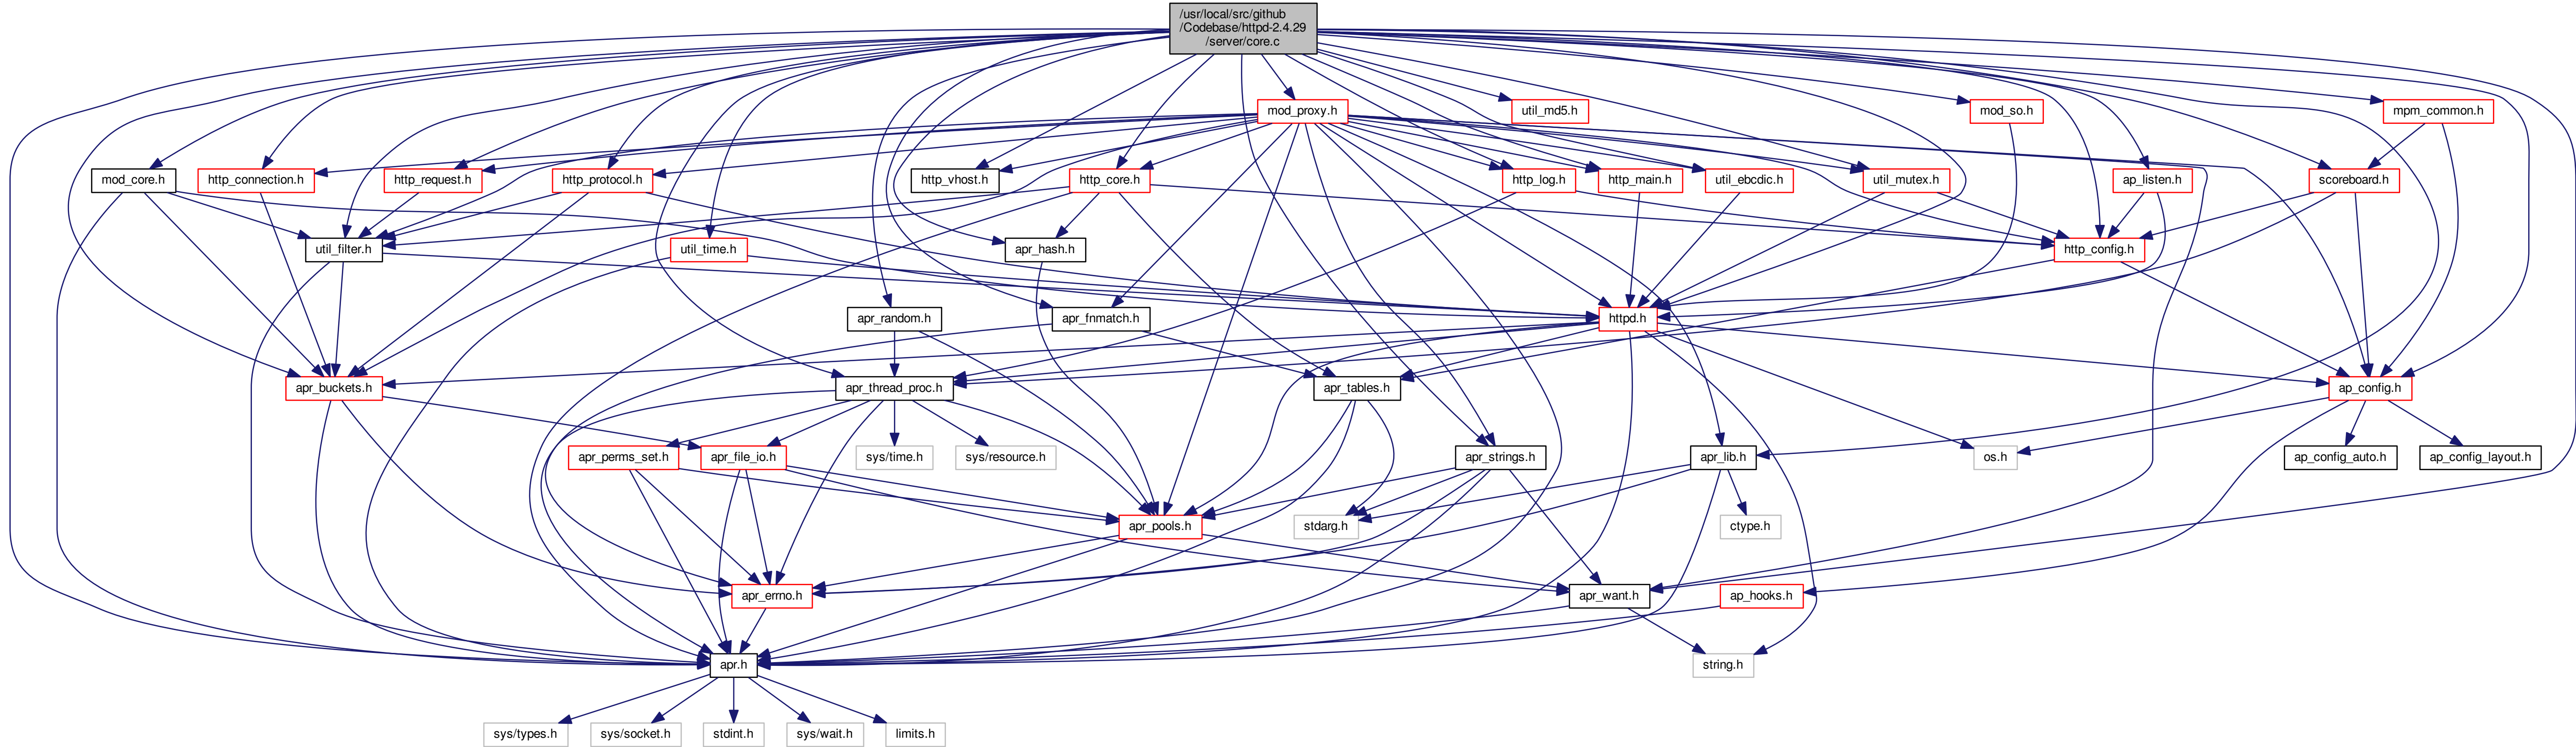 /usr/local/src/github
/Codebase/httpd-2.4.29
/server/core.c
mod_proxy.h
util_md5.h
mod_so.h
mpm_common.h
mod_core.h
http_connection.h
http_request.h
http_protocol.h
http_vhost.h
http_core.h
http_log.h
http_main.h
util_ebcdic.h
util_mutex.h
ap_listen.h
scoreboard.h
util_filter.h
util_time.h
apr_hash.h
http_config.h
apr_random.h
apr_fnmatch.h
httpd.h
apr_buckets.h
apr_thread_proc.h
apr_tables.h
ap_config.h
apr_perms_set.h
apr_file_io.h
sys/time.h
sys/resource.h
apr_strings.h
apr_lib.h
os.h
ap_config_auto.h
ap_config_layout.h
apr_pools.h
stdarg.h
ctype.h
apr_errno.h
apr_want.h
ap_hooks.h
apr.h
string.h
sys/types.h
sys/socket.h
stdint.h
sys/wait.h
limits.h